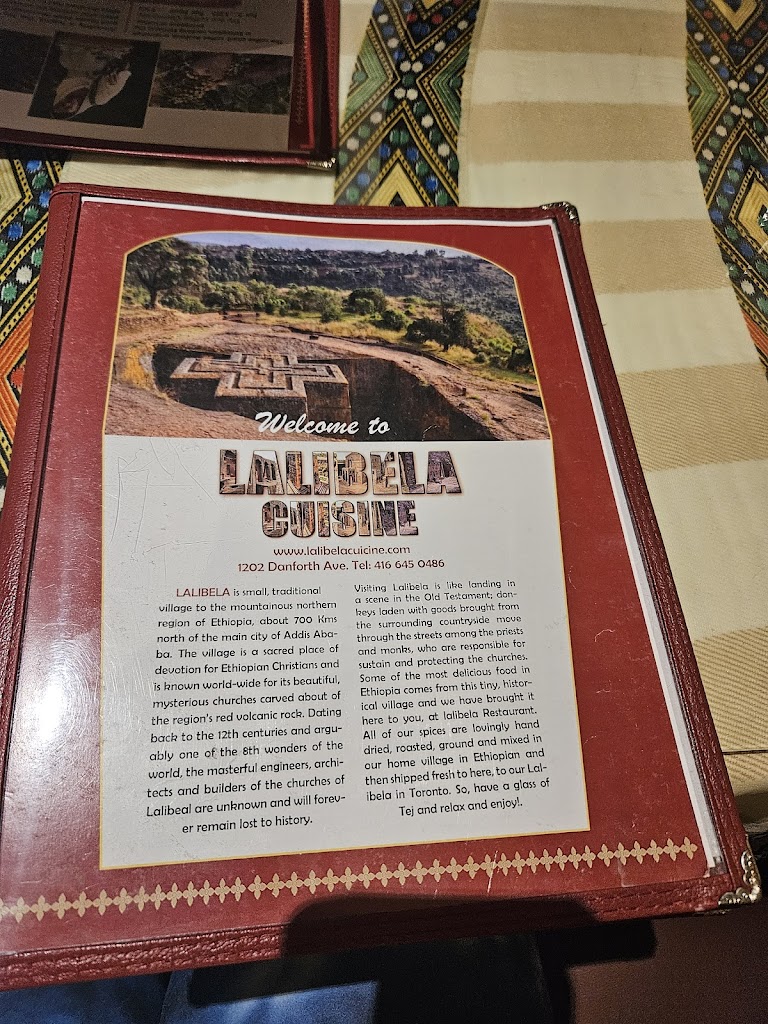 Welcome to
LALIBELA
CUISINE
www.lalibelacuisine.com
1202 Danforth Ave. Tel: 416 645 0486
LALIBELA is small, traditional
village to the mountainous northern
region of Ethiopia, about 700 Kms
north of the main city of Addis Aba-
ba. The village is a sacred place of
devotion for Ethiopian Christians and
is known world-wide for its beautiful,
mysterious churches carved about of
the region's red volcanic rock. Dating
back to the 12th centuries and argu-
ably one of the 8th wonders of the
world, the masterful engineers, archi-
tects and builders of the churches of
Lalibeal are unknown and will forev-
er remain lost to history.
Visiting Lalibela is like landing in
a scene in the Old Testament; don-
keys laden with goods brought from
the surrounding countryside move
through the streets among the priests
and monks, who are responsible for
sustain and protecting the churches.
Some of the most delicious food in
Ethiopia comes from this tiny, histor-
ical village and we have brought it
here to you, at lalibela Restaurant.
All of our spices are lovingly hand
dried, roasted, ground and mixed in
our home village in Ethiopian and
then shipped fresh to here, to our Lal-
ibela in Toronto. So, have a glass of
Tej and relax and enjoy!.